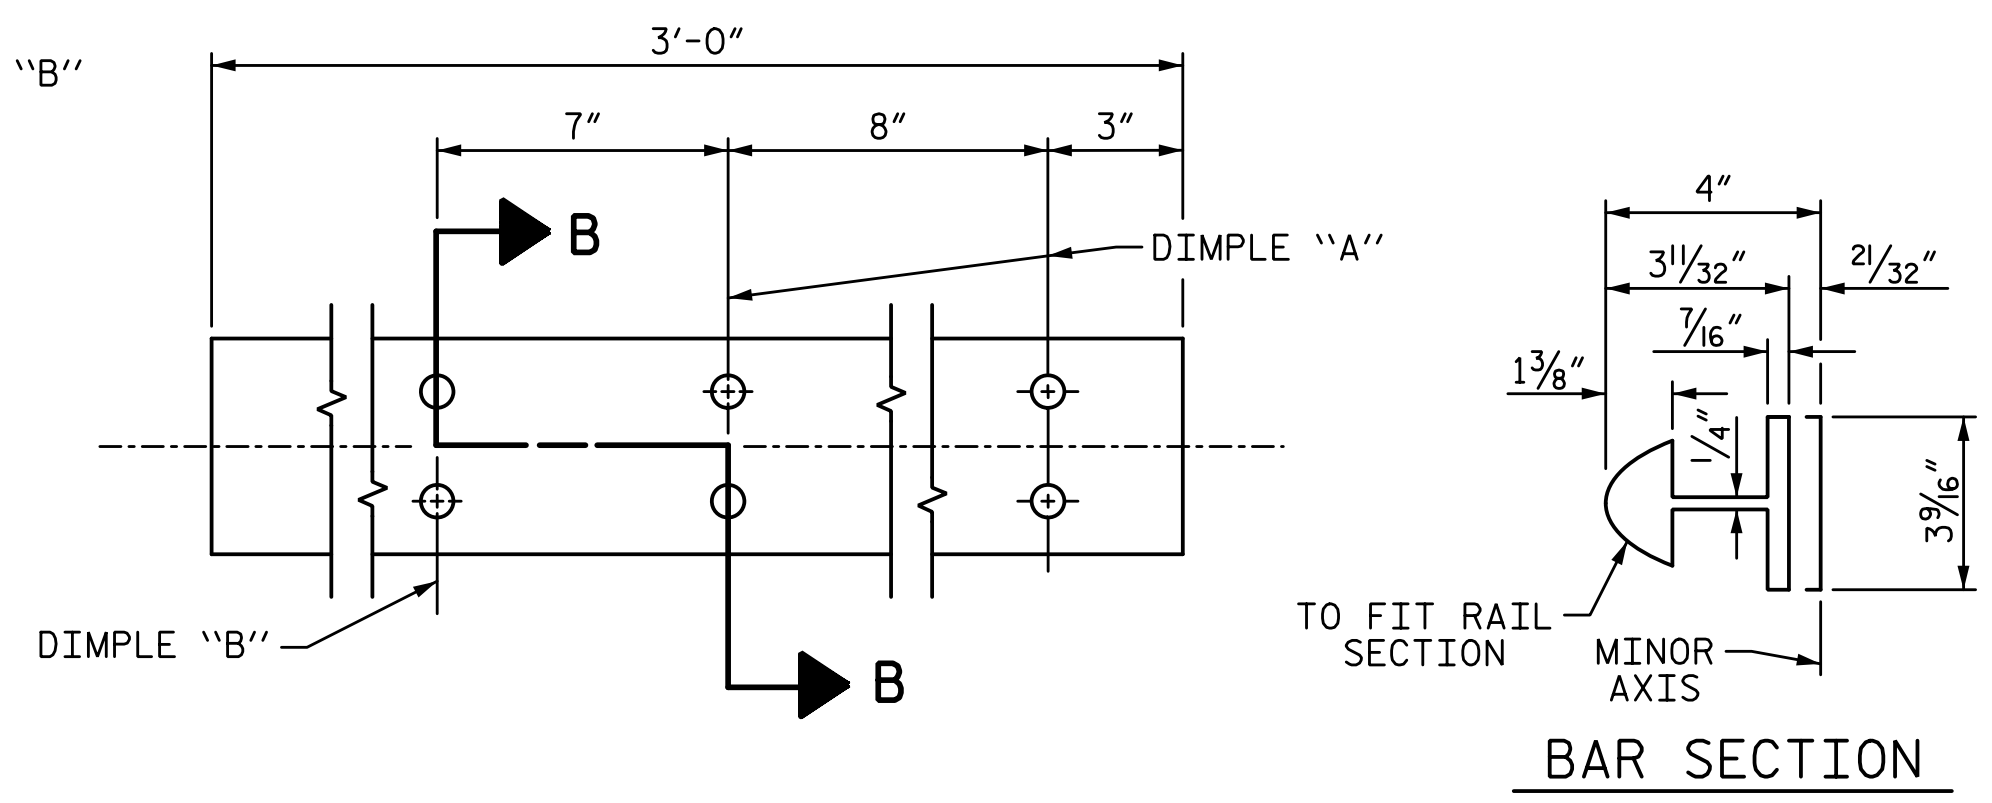 3'-0"
"B"
7" 8" 3"
4"
B
DIMPLE "A"
3 11/32" 21/32"
7/16"
1 3/8"
1/4"
3 9/16"
TO FIT RAIL
SECTION
DIMPLE "B"
MINOR
AXIS
B
BAR SECTION